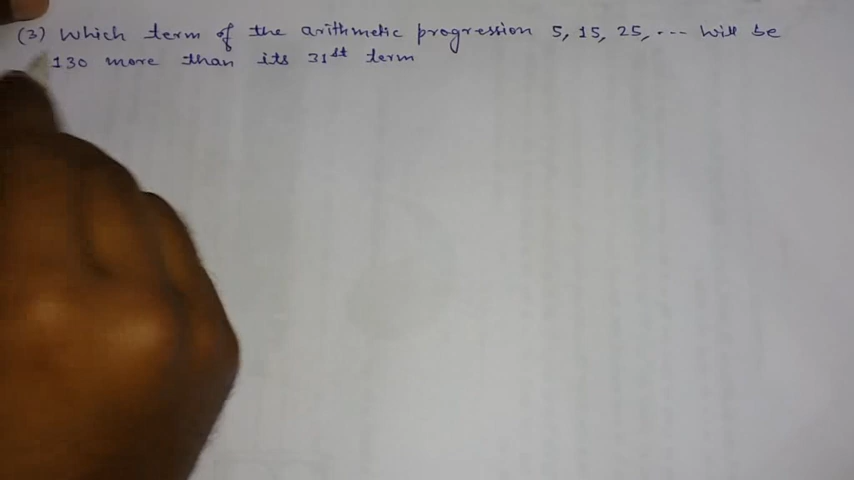 (3) Which term of the arithmetic progression 5, 15, 25, ... will be
130 more than its 31st term